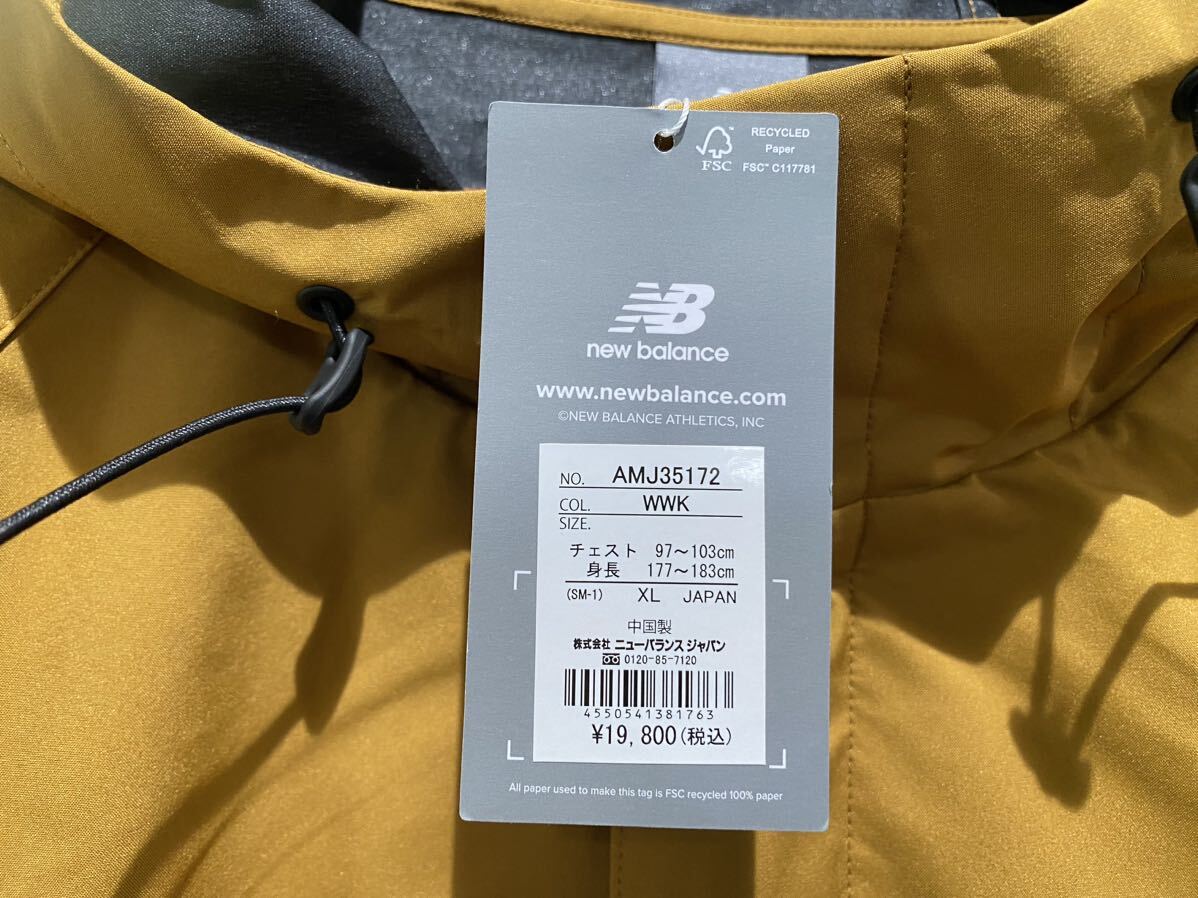 FSC™
RECYCLED
Paper
FSC™ C117781
new balance
www.newbalance.com
©NEW BALANCE ATHLETICS, INC
NO. AMJ35172
COL. WWK
SIZE.
チェスト 97～103cm
身長 177～183cm
(SM-1) XL JAPAN
中国製
株式会社 ニューバランス ジャパン
0120-85-7120
4550541381763
¥19,800(税込)
All paper used to make this tag is FSC recycled 100% paper